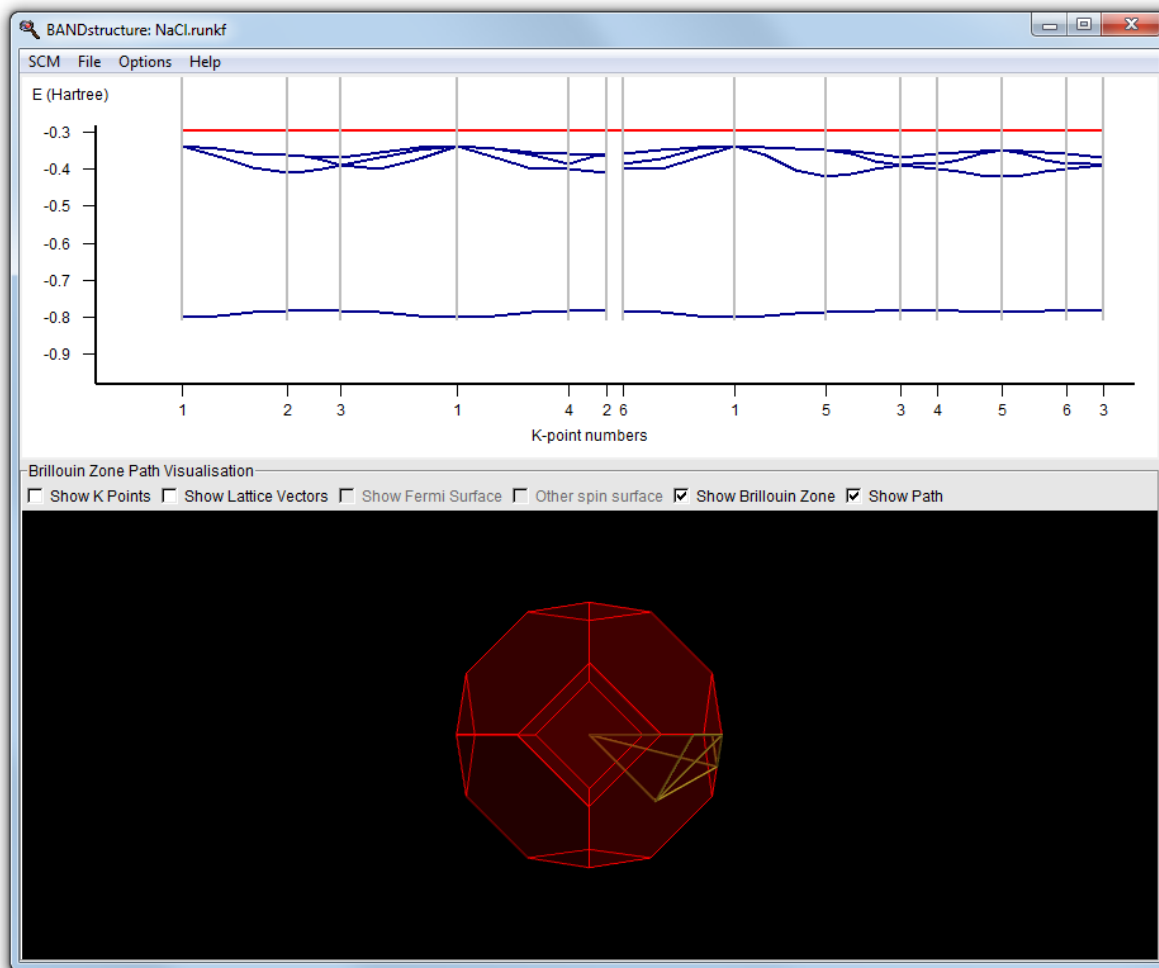 BANDstructure: NaCl.runkf
SCM File Options Help
E (Hartree)
-0.3
-0.4
-0.5
-0.6
-0.7
-0.8
-0.9
1 2 3 1 4 2 6 1 5 3 4 5 6 3
K-point numbers
Brillouin Zone Path Visualisation
Show K Points Show Lattice Vectors Show Fermi Surface Other spin surface Show Brillouin Zone Show Path